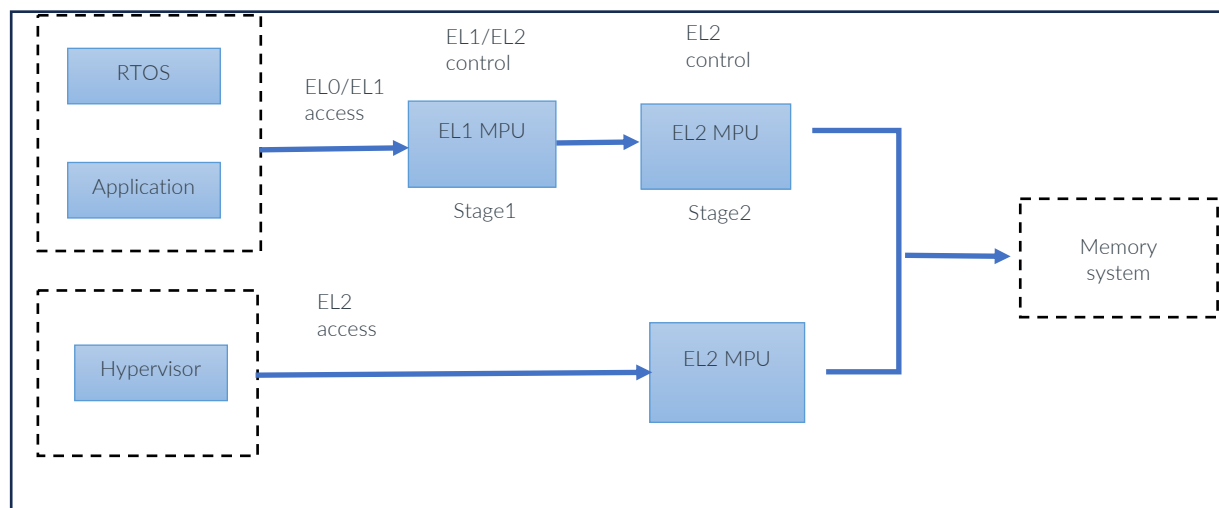 RTOS
Application
EL0/EL1
access
EL1/EL2
control
EL1 MPU
Stage1
EL2
control
EL2 MPU
Stage2
Memory
system
Hypervisor
EL2
access
EL2 MPU